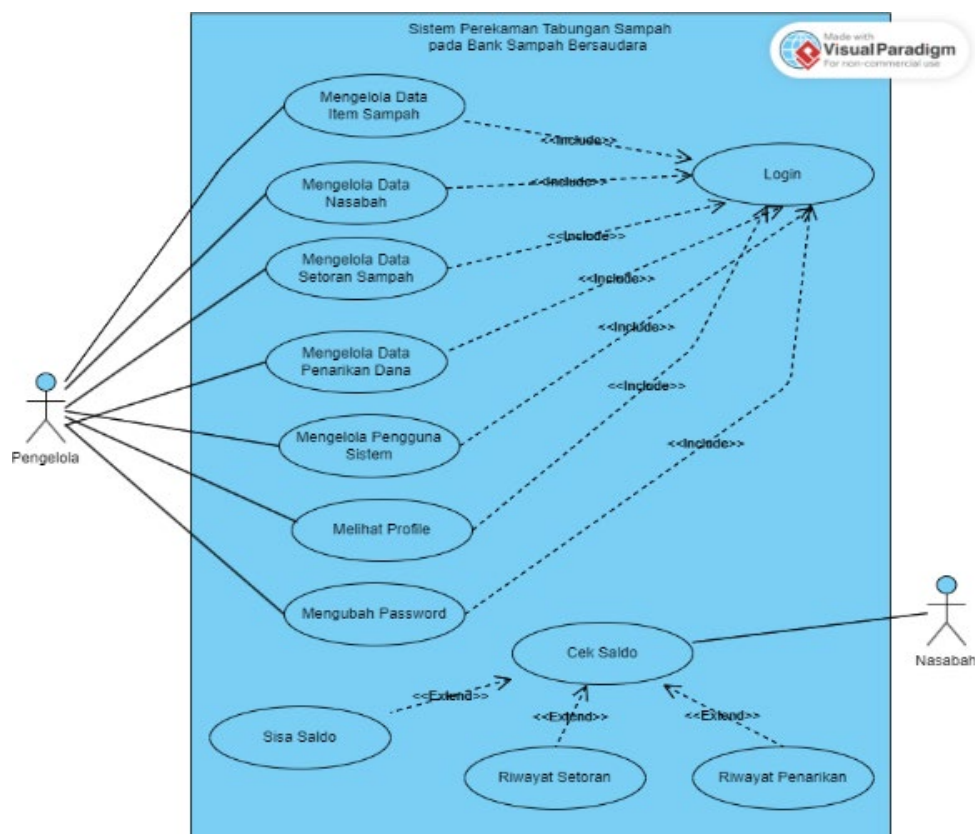 Sistem Perekaman Tabungan Sampah
pada Bank Sampah Bersaudara
Made with
Visual Paradigm
For non-commercial use
Mengelola Data
Item Sampah
<<Include>>
Login
Mengelola Data
Nasabah
<<Include>>
Mengelola Data
Setoran Sampah
<<Include>>
Mengelola Data
Penarikan Dana
<<Include>>
<<Include>>
Mengelola Pengguna
Sistem
<<Include>>
Pengelola
<<Include>>
Melihat Profile
Mengubah Password
Cek Saldo
Nasabah
<<Extend>>
<<Extend>>
<<Extend>>
Sisa Saldo
Riwayat Setoran
Riwayat Penarikan